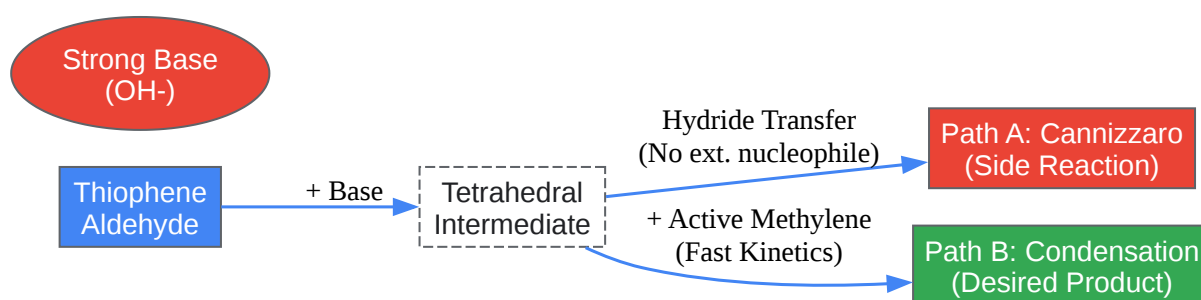 Strong Base
(OH-)
Thiophene
Aldehyde
+ Base
Tetrahedral
Intermediate
Hydride Transfer
(No ext. nucleophile)
Path A: Cannizzaro
(Side Reaction)
+ Active Methylene
(Fast Kinetics)
Path B: Condensation
(Desired Product)